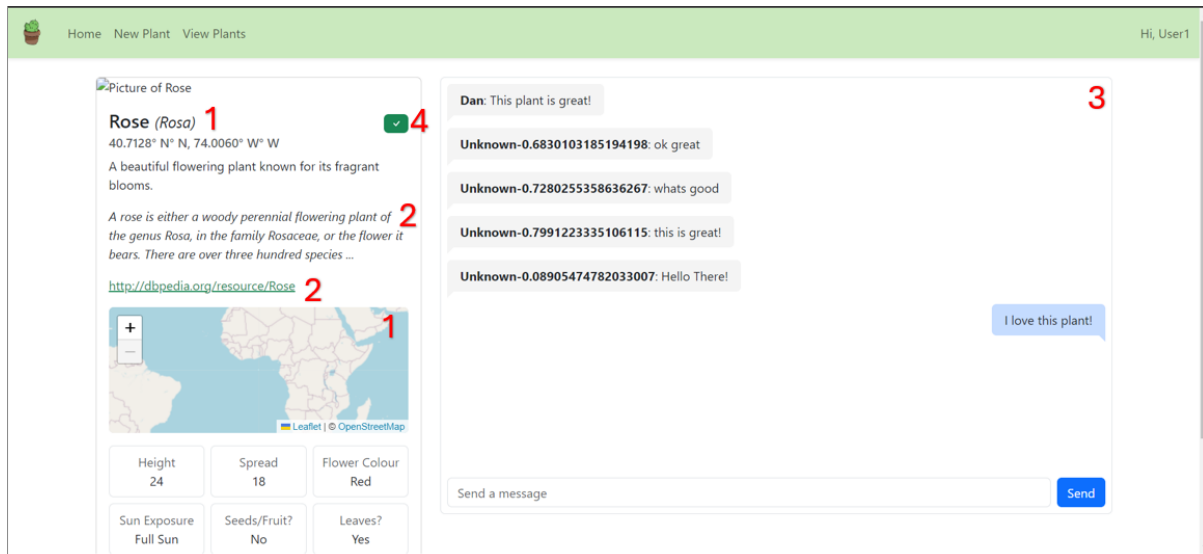 Home New Plant View Plants Hi, User1
Picture of Rose
Rose (Rosa) 1
4
40.7128° N° N, 74.0060° W° W
A beautiful flowering plant known for its fragrant
blooms.
A rose is either a woody perennial flowering plant of
the genus Rosa, in the family Rosaceae, or the flower it
bears. There are over three hundred species ...
2
http://dbpedia.org/resource/Rose 2
+
−
1
Leaflet | © OpenStreetMap
Height
24
Spread
18
Flower Colour
Red
Sun Exposure
Full Sun
Seeds/Fruit?
No
Leaves?
Yes
3
Dan: This plant is great!
Unknown-0.6830103185194198: ok great
Unknown-0.7280255358636267: whats good
Unknown-0.7991223335106115: this is great!
Unknown-0.08905474782033007: Hello There!
I love this plant!
Send a message
Send